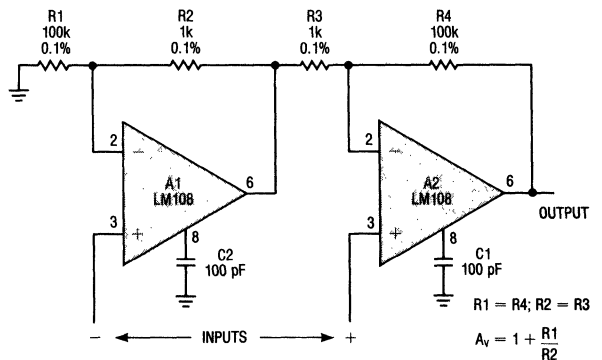 R1
100k
0.1%
R2
1k
0.1%
R3
1k
0.1%
R4
100k
0.1%
2
−
A1
LM108
6
3
+
8
C2
100 pF
2
−
A2
LM108
6
OUTPUT
3
+
8
C1
100 pF
R1 = R4; R2 = R3
− INPUTS +
Av = 1 + R1
R2